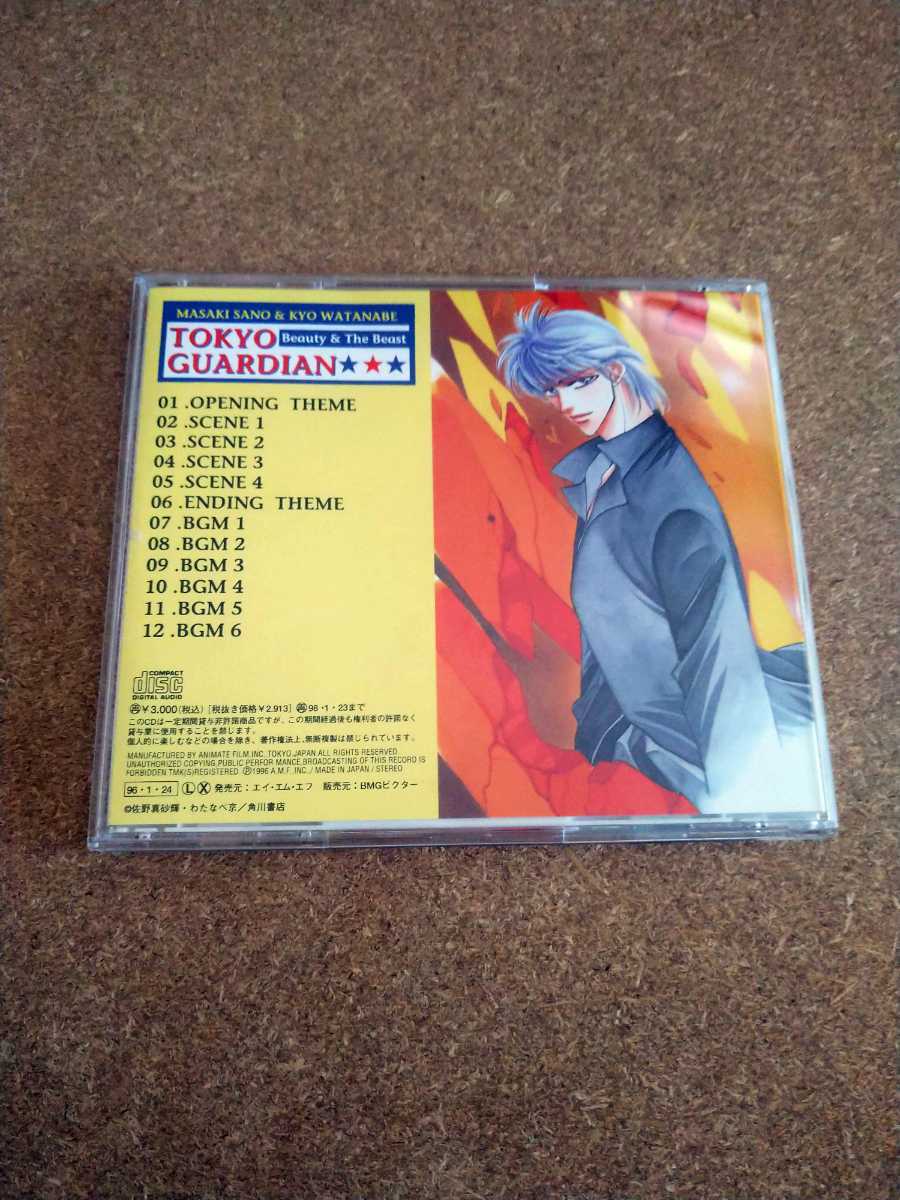 MASAKI SANO & KYO WATANABE
TOKYO Beauty & The Beast
GUARDIAN★★★
01 .OPENING THEME
02 .SCENE 1
03 .SCENE 2
04 .SCENE 3
05 .SCENE 4
06 .ENDING THEME
07 .BGM 1
08 .BGM 2
09 .BGM 3
10 .BGM 4
11 .BGM 5
12 .BGM 6
COMPACT
disc
DIGITAL AUDIO
㋐¥3,000(税込) [税抜き価格¥2,913] ㋐98・1・23まで
このCDは一定期間貸与非許諾商品ですが、この期間経過後も権利者の許諾なく
貸与業に使用することを禁じます。
個人的に楽しむなどの場合を除き、著作権法上、無断複製は禁じられています。
MANUFACTURED BY ANIMATE FILM,INC.,TOKYO,JAPAN.ALL RIGHTS RESERVED.
UNAUTHORIZED COPYING,PUBLIC PERFOR MANCE,BROADCASTING OF THIS RECORD IS
FORBIDDEN TMK(S)REGISTERED Ⓟ1996 A.M.F.,INC./MADE IN JAPAN/STEREO
96・1・24 Ⓛ Ⓧ 発売元：エイ・エム・エフ 販売元：BMGビクター
©佐野真砂輝・わたなべ京／角川書店